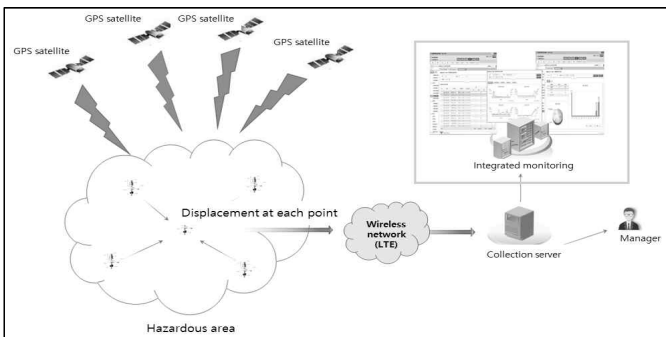 GPS satellite
GPS satellite
GPS satellite
GPS satellite
Integrated monitoring
Displacement at each point
Wireless
network
(LTE)
Collection server
Manager
Hazardous area